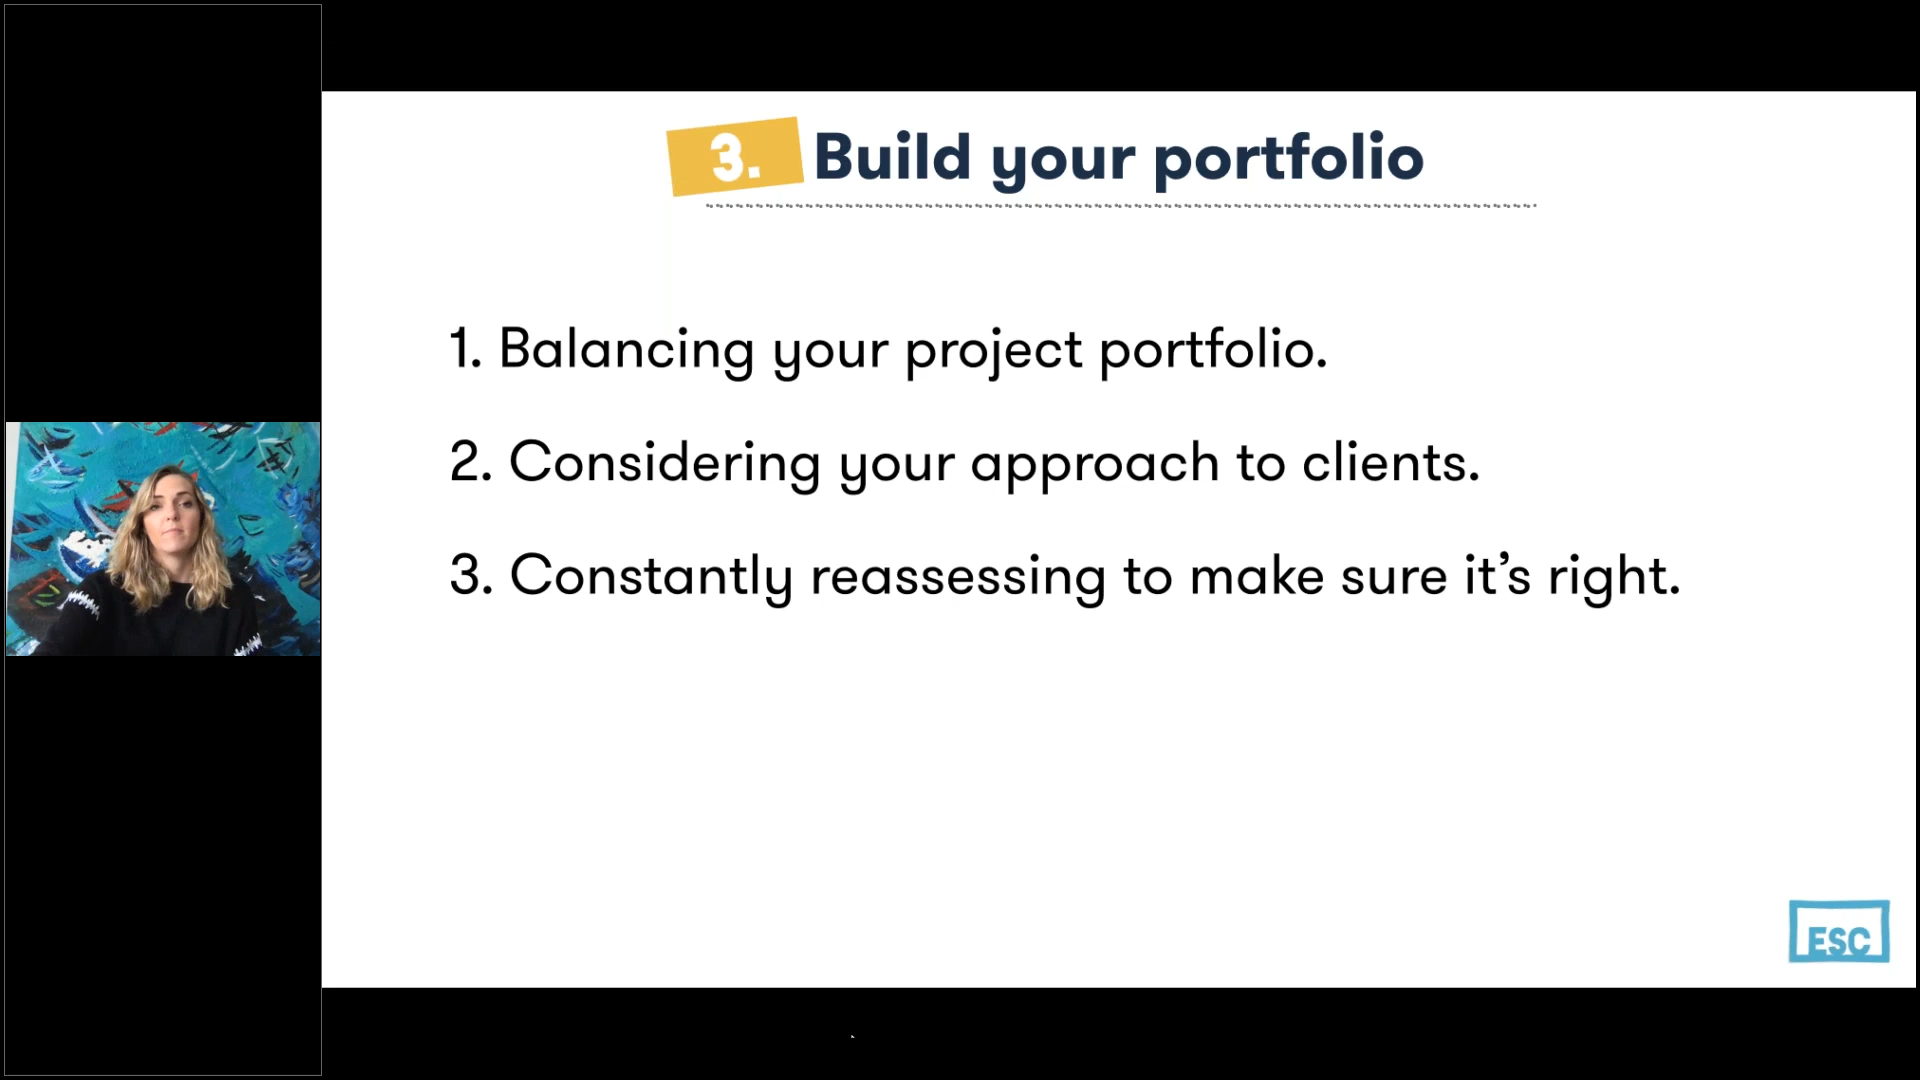 3. Build your portfolio
1. Balancing your project portfolio.
2. Considering your approach to clients.
3. Constantly reassessing to make sure it’s right.
ESC